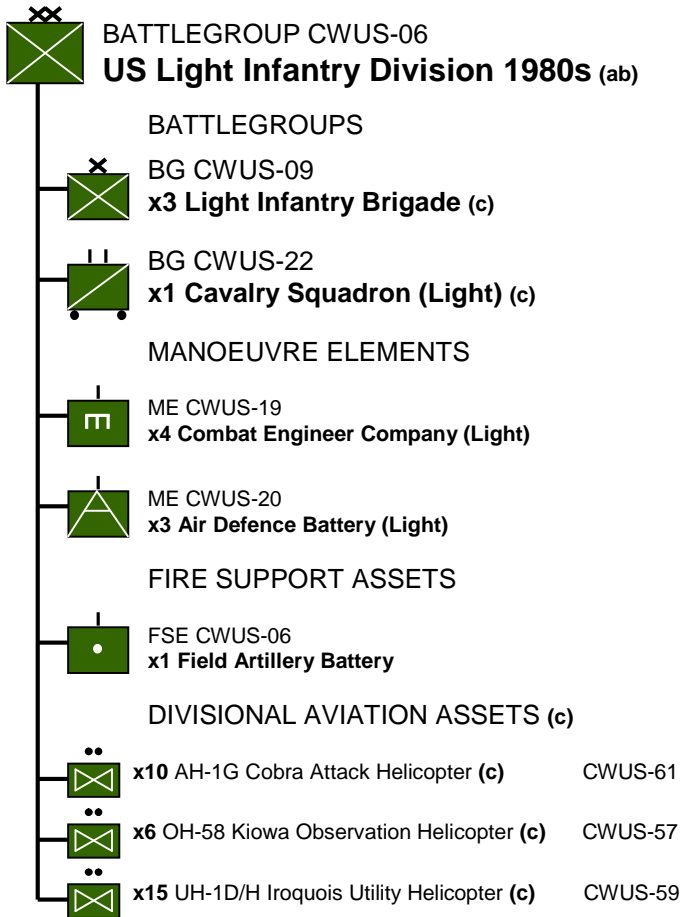 BATTLEGROUP CWUS-06
US Light Infantry Division 1980s (ab)
BATTLEGROUPS
BG CWUS-09
x3 Light Infantry Brigade (c)
BG CWUS-22
x1 Cavalry Squadron (Light) (c)
MANOEUVRE ELEMENTS
ME CWUS-19
x4 Combat Engineer Company (Light)
ME CWUS-20
x3 Air Defence Battery (Light)
FIRE SUPPORT ASSETS
FSE CWUS-06
x1 Field Artillery Battery
DIVISIONAL AVIATION ASSETS (c)
x10 AH-1G Cobra Attack Helicopter (c) CWUS-61
x6 OH-58 Kiowa Observation Helicopter (c) CWUS-57
x15 UH-1D/H Iroquois Utility Helicopter (c) CWUS-59